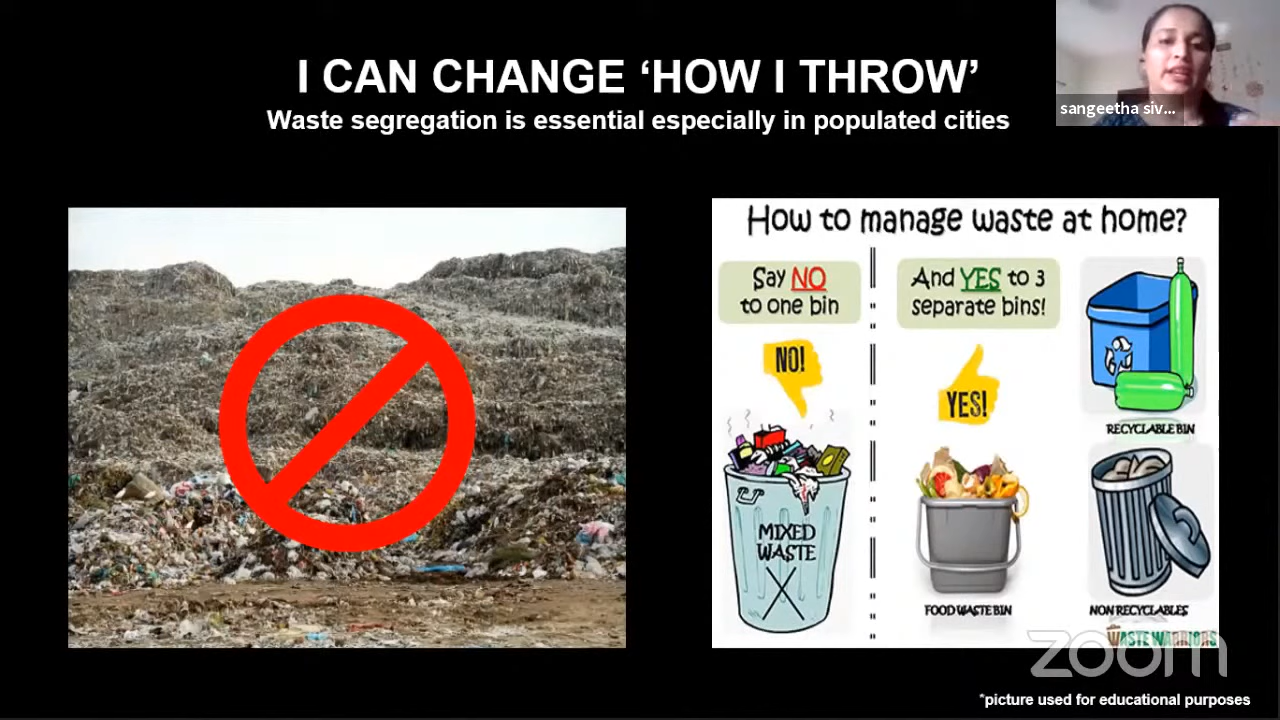 I CAN CHANGE ‘HOW I THROW’
Waste segregation is essential especially in populated cities
sangeetha siv...
How to manage waste at home?
Say NO
to one bin
And YES to 3
separate bins!
NO!
YES!
RECYCLABLE BIN
MIXED
WASTE
FOOD WASTE BIN
NON RECYCLABLES
WASTE WARRIORS
zoom
*picture used for educational purposes